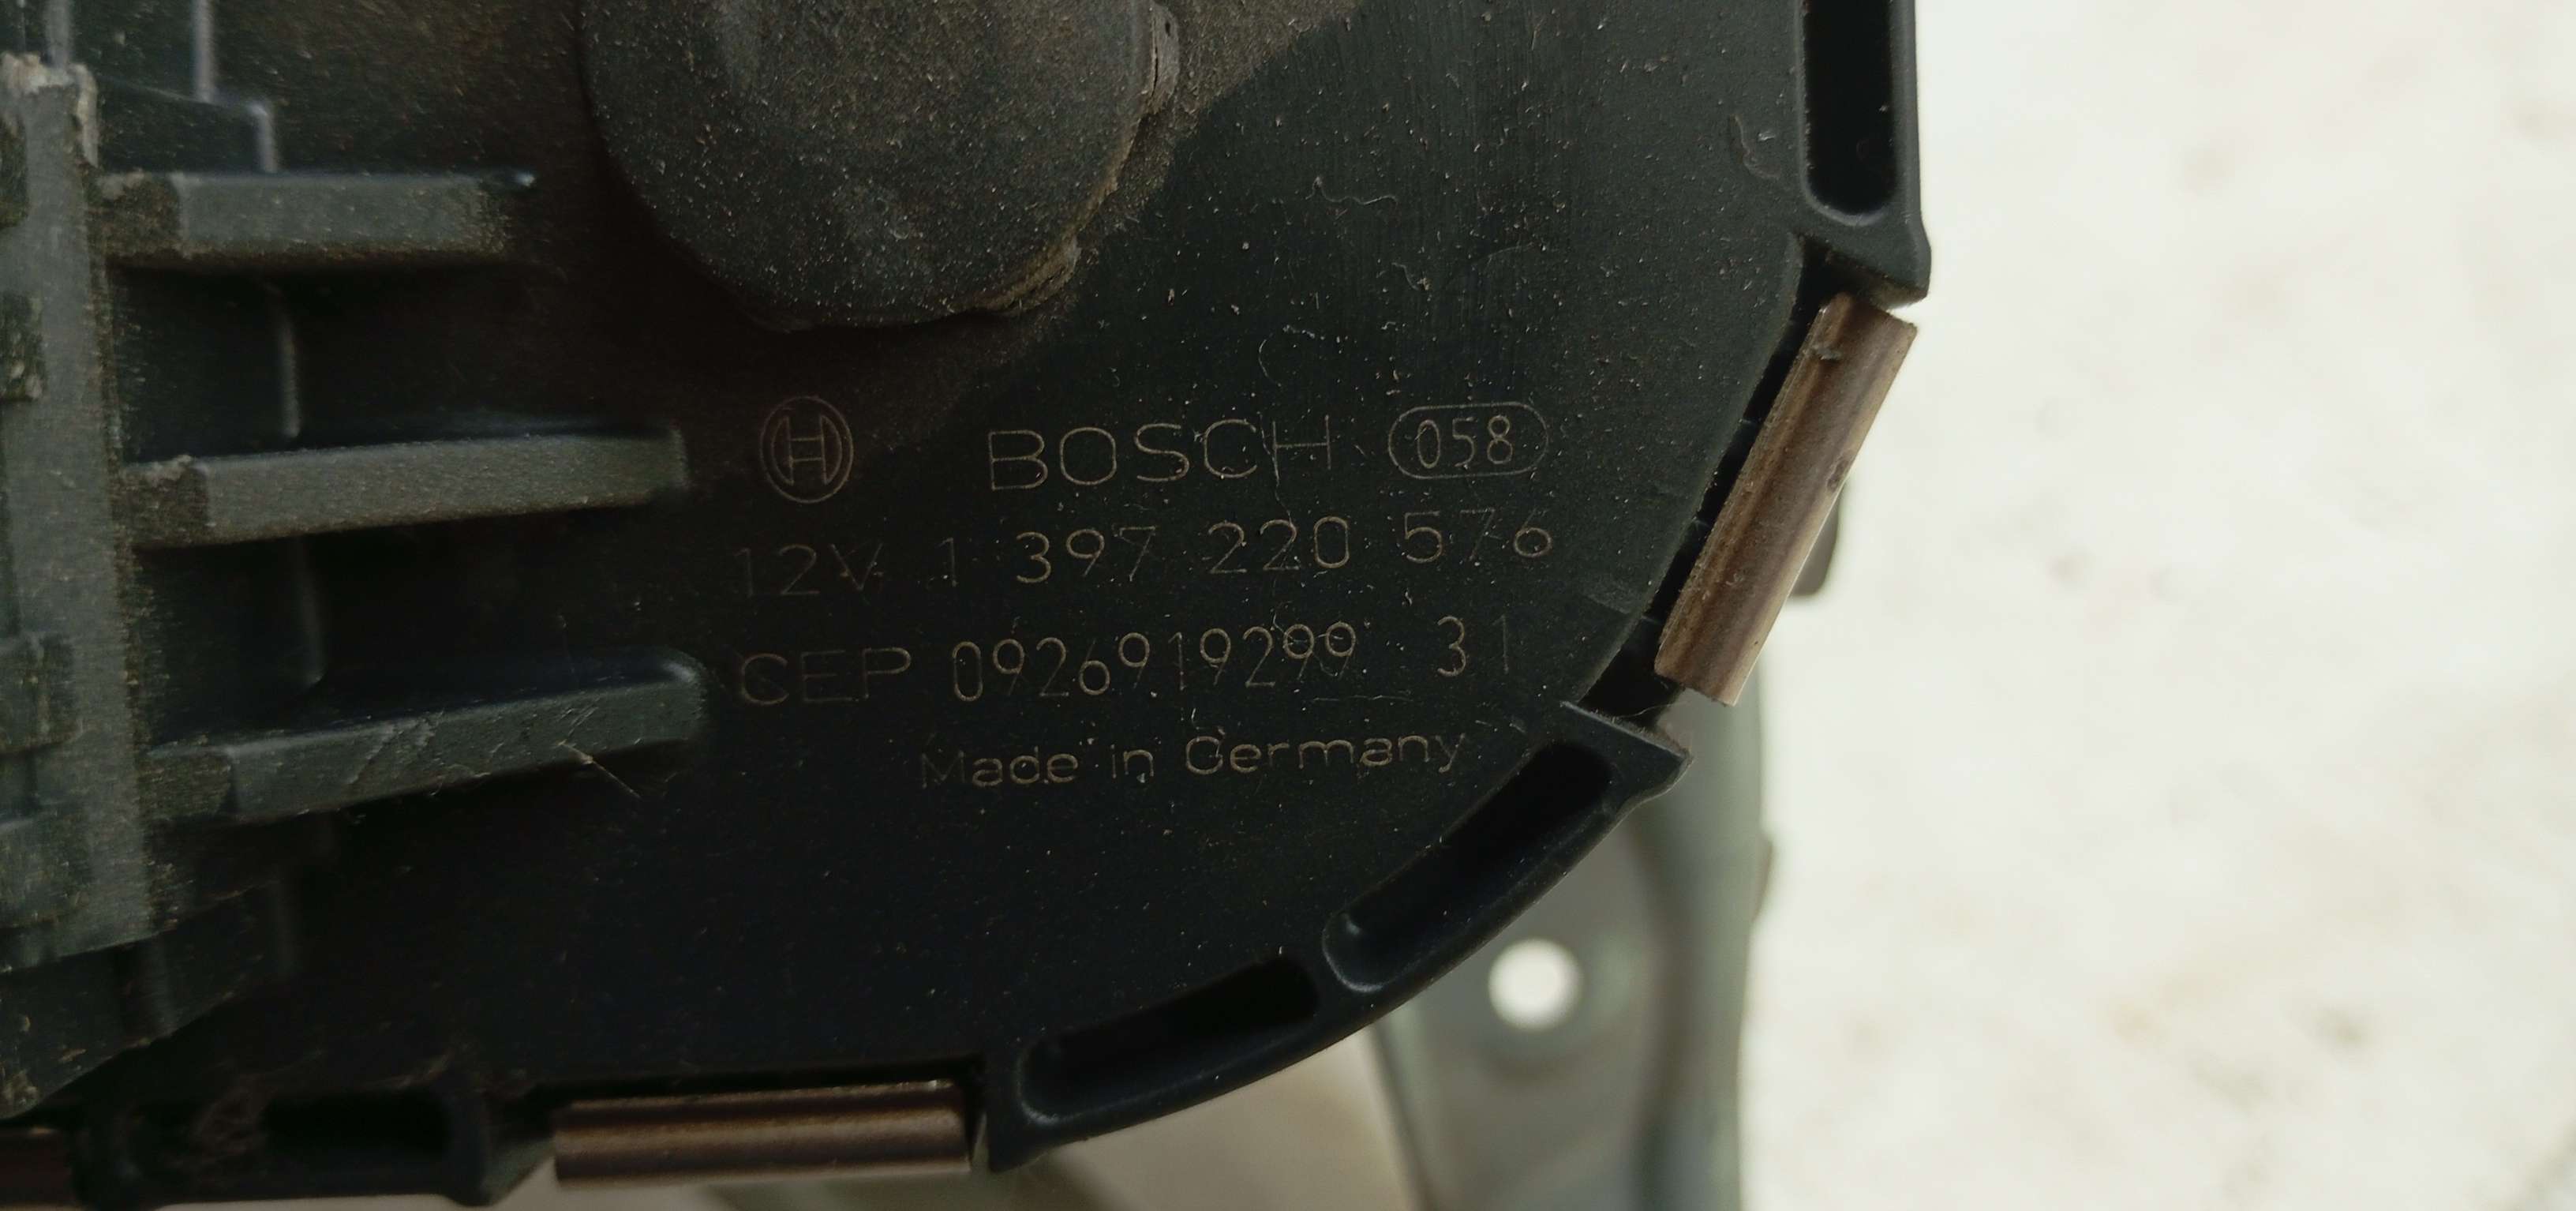 BOSCH 058
12V 1 397 220 576
CEP 0926919299 31
Made in Germany